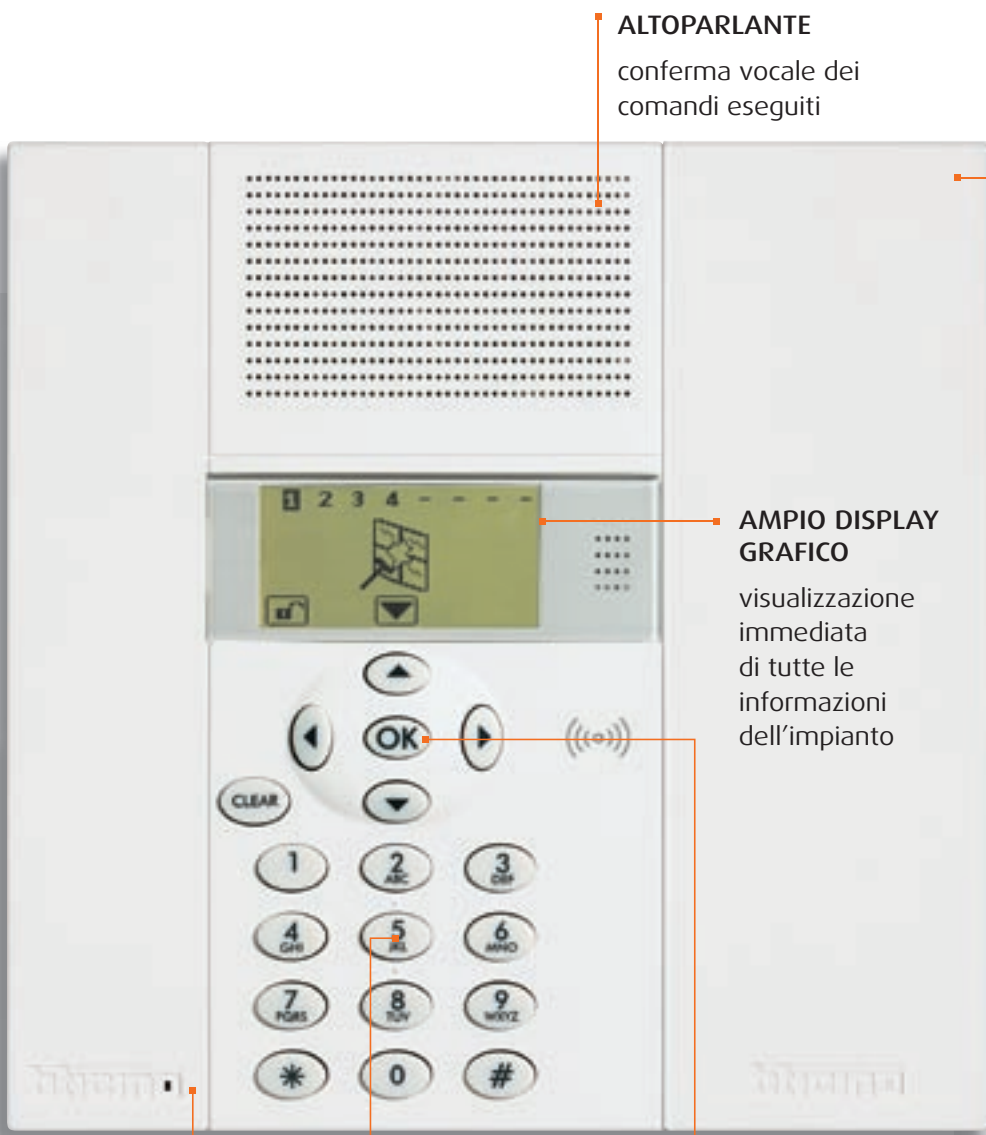 ALTOPARLANTE
conferma vocale dei
comandi eseguiti
1 2 3 4 - - - -
AMPIO DISPLAY
GRAFICO
visualizzazione
immediata
di tutte le
informazioni
dell'impianto
OK
CLEAR
1 2 3
ABC DEF
4 5 6
GHI JKL MNO
7 8 9
PQRS TUV WXYZ
* 0 #